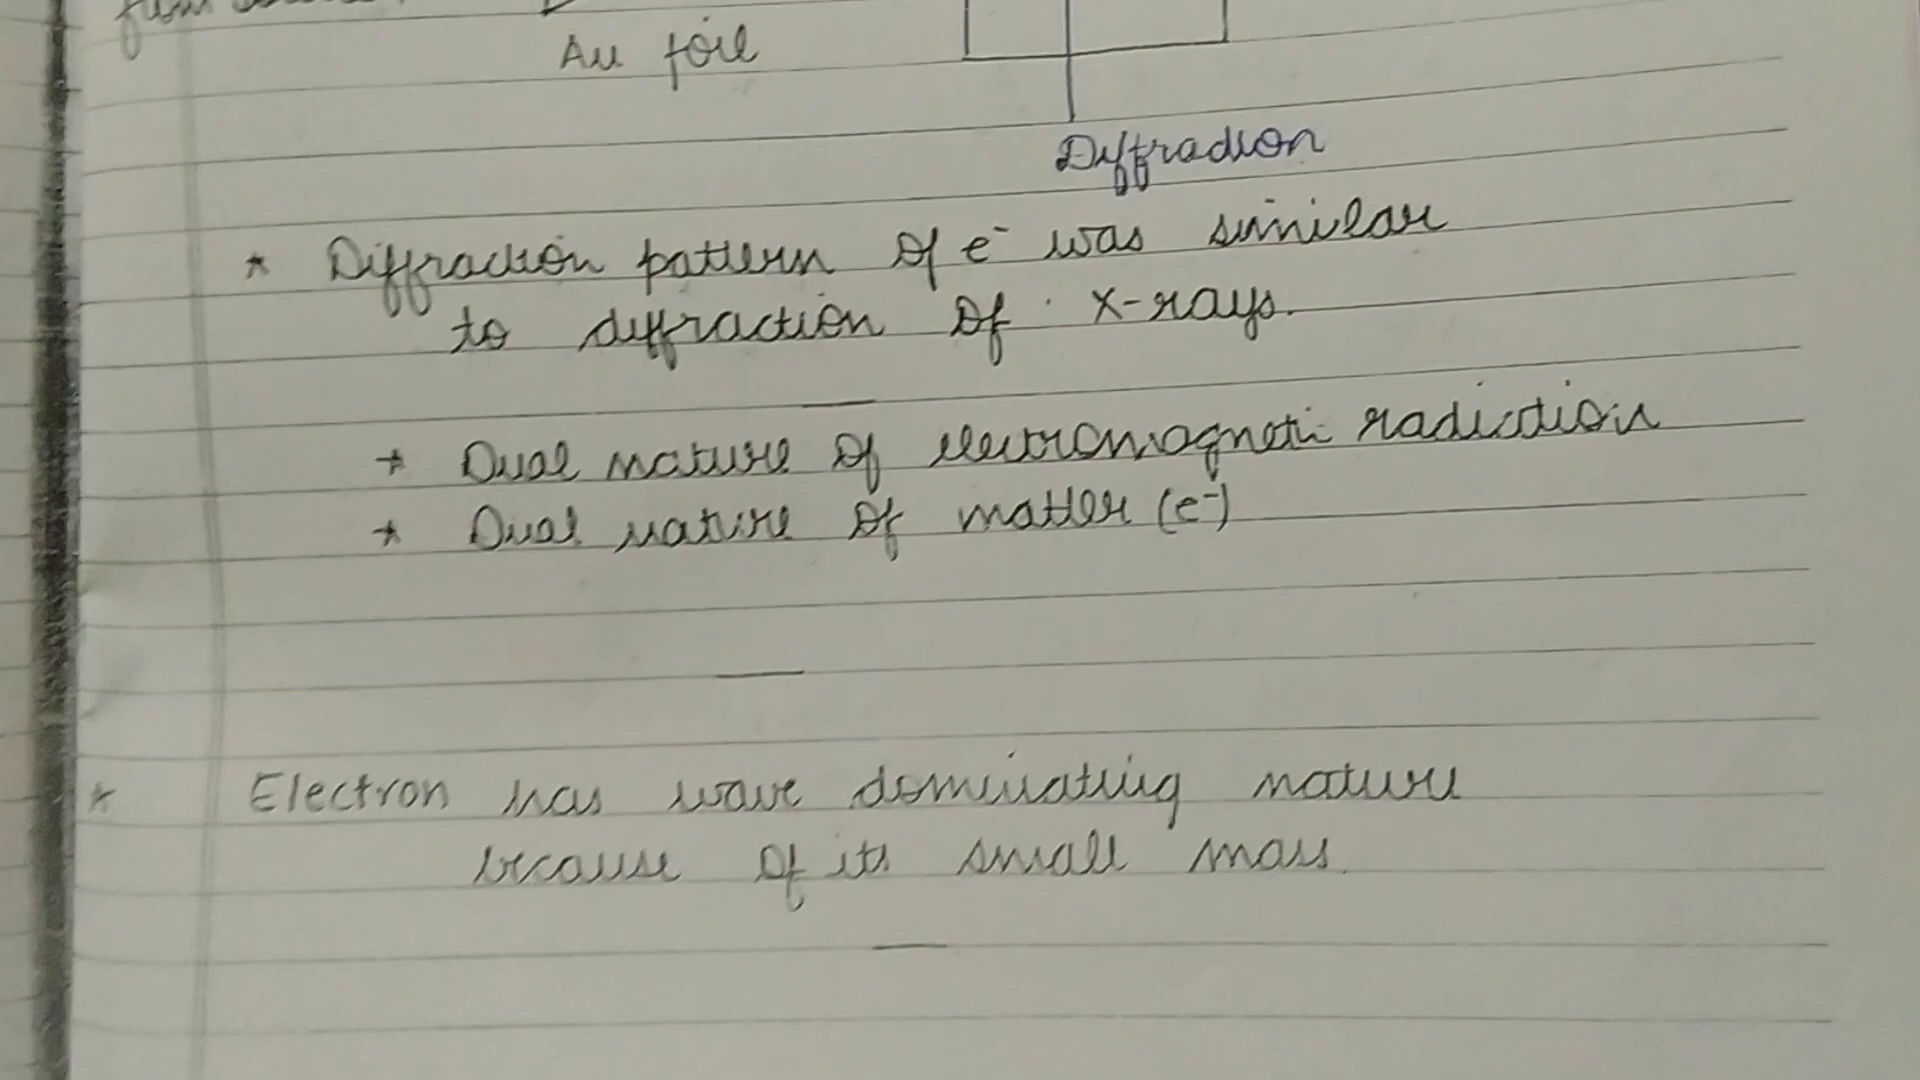 Au foil
Diffraction
* Diffraction pattern of e⁻ was similar
to diffraction of x-rays.
* Dual nature of electromagnetic radiation
* Dual nature of matter (e⁻)
* Electron has wave dominating nature
because of its small mass.